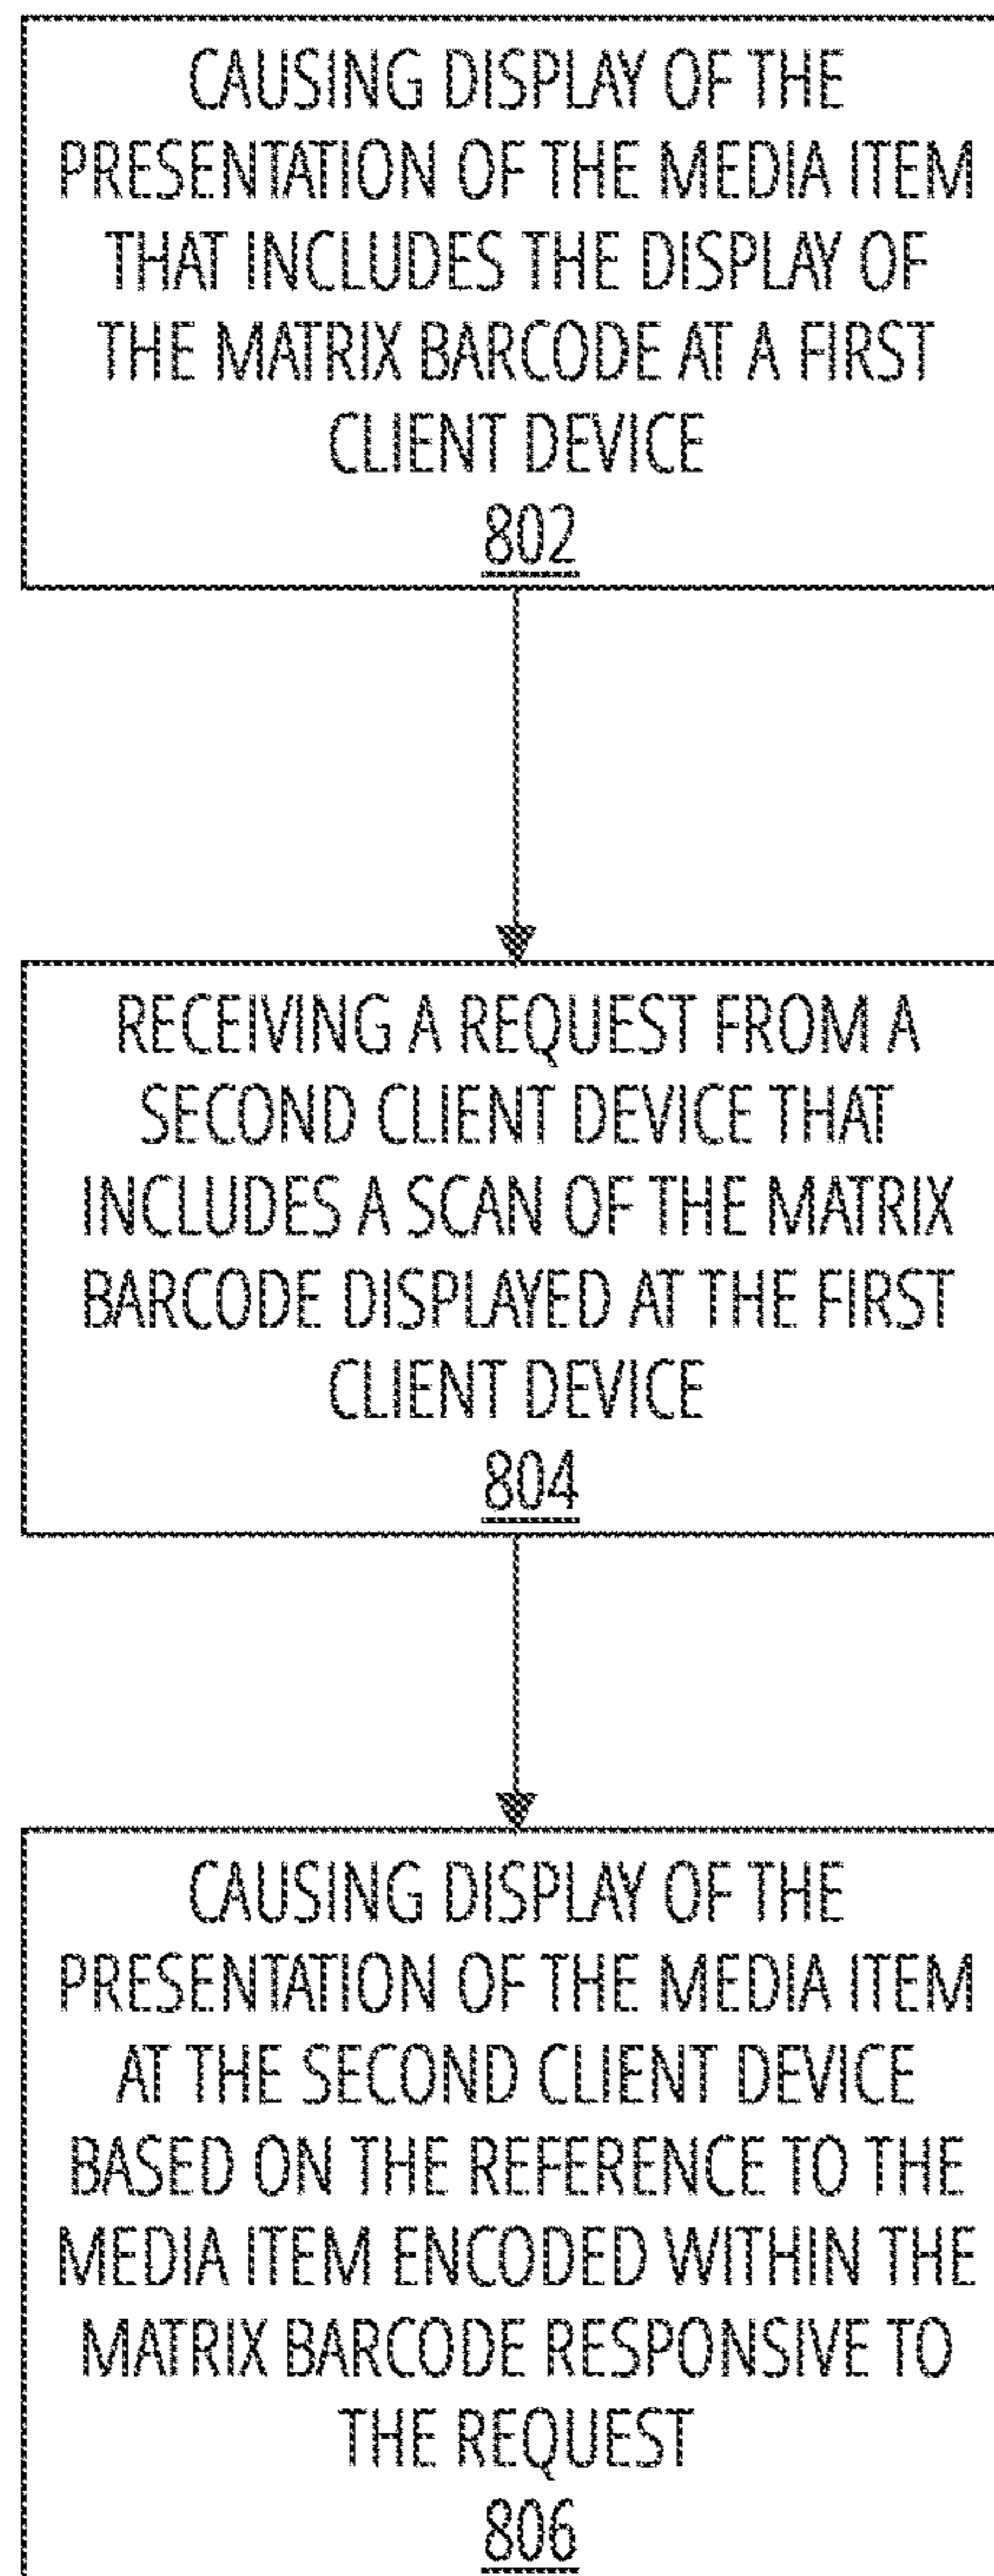 CAUSING DISPLAY OF THE
PRESENTATION OF THE MEDIA ITEM
THAT INCLUDES THE DISPLAY OF
THE MATRIX BARCODE AT A FIRST
CLIENT DEVICE
802
RECEIVING A REQUEST FROM A
SECOND CLIENT DEVICE THAT
INCLUDES A SCAN OF THE MATRIX
BARCODE DISPLAYED AT THE FIRST
CLIENT DEVICE
804
CAUSING DISPLAY OF THE
PRESENTATION OF THE MEDIA ITEM
AT THE SECOND CLIENT DEVICE
BASED ON THE REFERENCE TO THE
MEDIA ITEM ENCODED WITHIN THE
MATRIX BARCODE RESPONSIVE TO
THE REQUEST
806